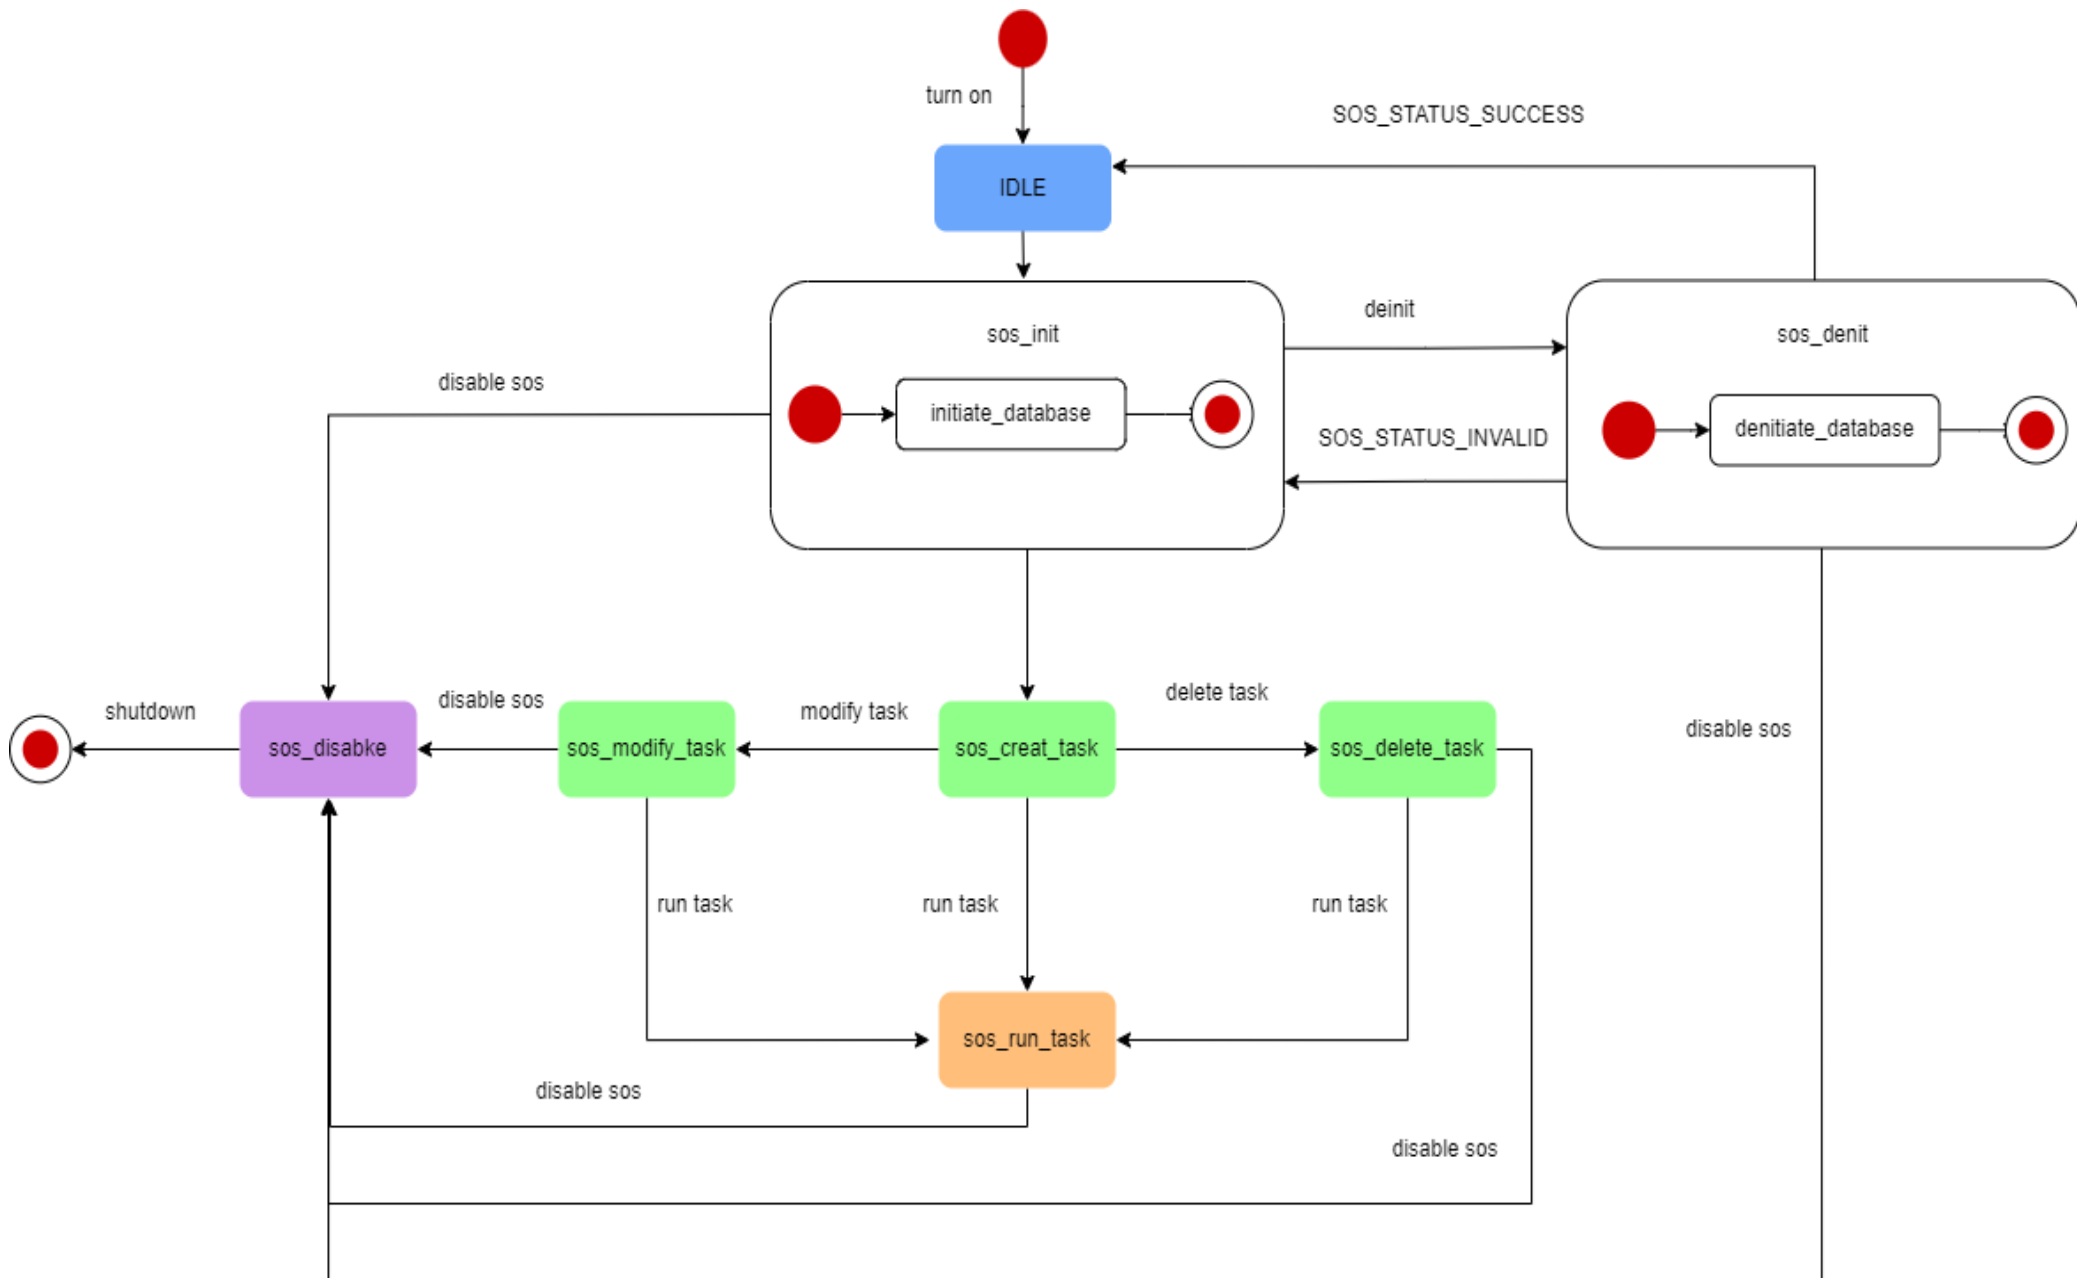 turn on
SOS_STATUS_SUCCESS
IDLE
deinit
sos_init
sos_denit
disable sos
initiate_database
SOS_STATUS_INVALID
denitiate_database
shutdown
disable sos
modify task
delete task
disable sos
sos_disabke
sos_modify_task
sos_creat_task
sos_delete_task
run task
run task
run task
sos_run_task
disable sos
disable sos